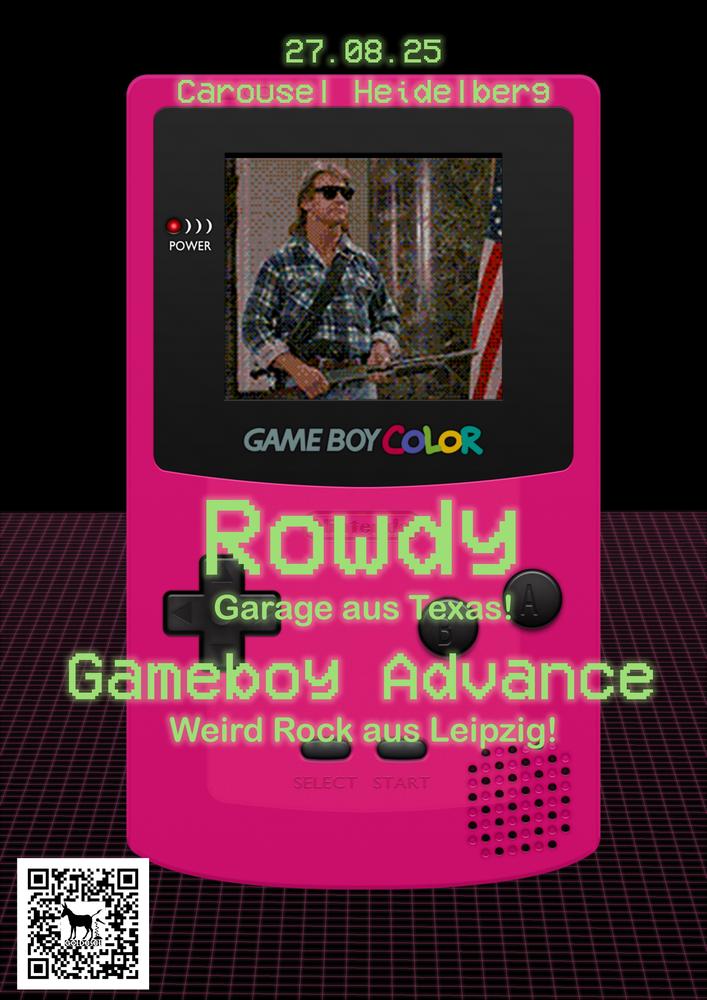 27.08.25
Carousel Heidelberg
POWER
GAME BOY COLOR
Rowdy
Garage aus Texas!
A
B
Gameboy Advance
Weird Rock aus Leipzig!
SELECT START